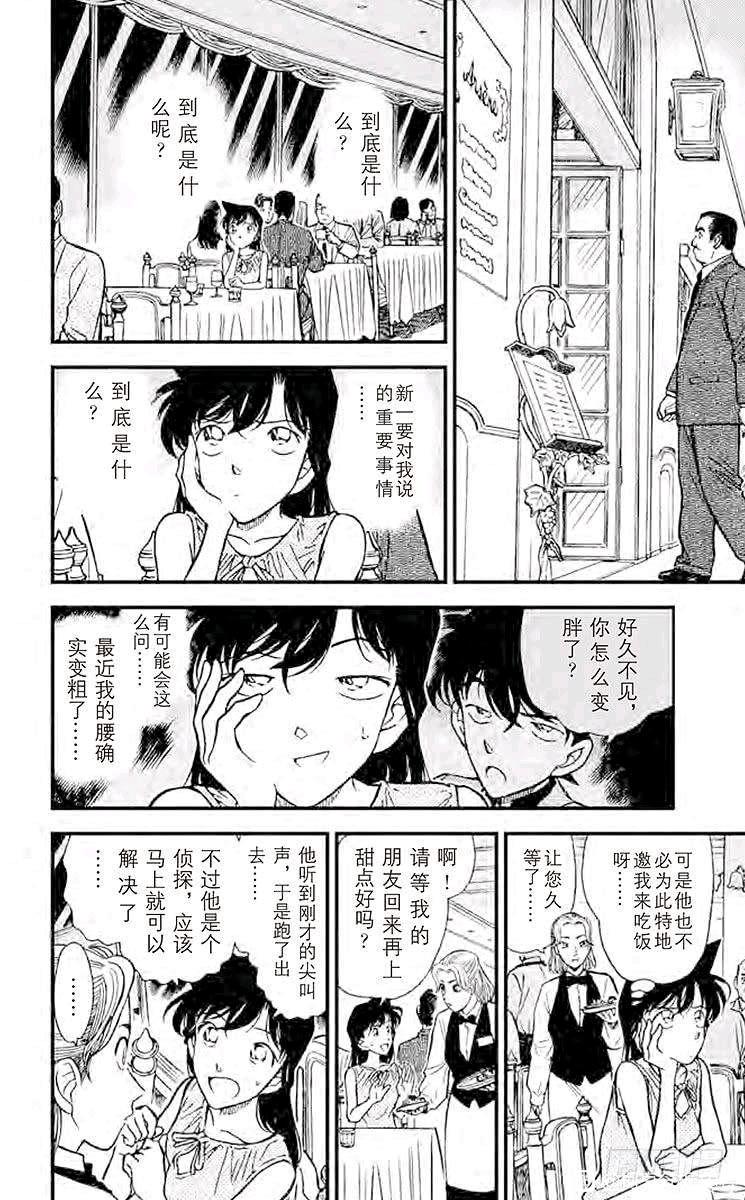 到底是什
么？
到底是什
么呢？
新一要对我说
的重要事情
……
到底是什
么？
好久不见，
你怎么变
胖了？
有可能会这
么问……
最近我的腰确
实变粗了……
可是他也不
必为此特地
邀我来吃饭
呀……
让您久
等了……
啊！
请等我的
朋友回来再上
甜点好吗？
他听到刚才的尖叫
声，于是跑了出
去……
不过他是个
侦探，应该
马上就可以
解决了
……
……